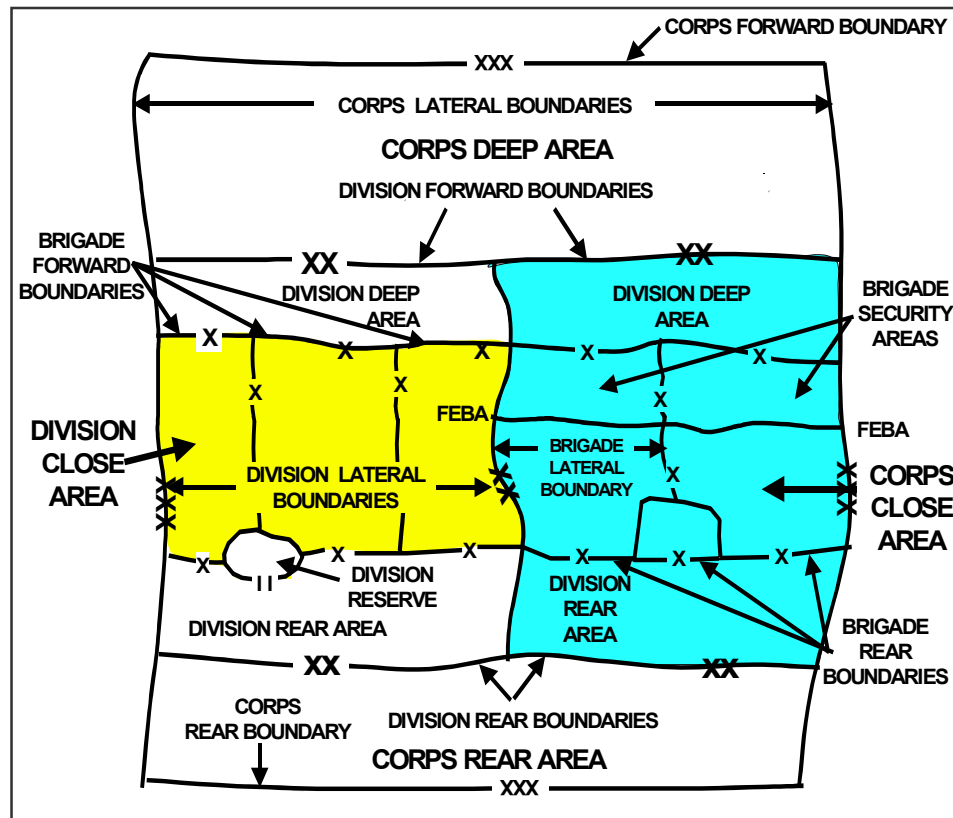 CORPS FORWARD BOUNDARY
XXX
CORPS LATERAL BOUNDARIES
CORPS DEEP AREA
DIVISION FORWARD BOUNDARIES
BRIGADE
FORWARD
BOUNDARIES
XX
XX
DIVISION DEEP
AREA
DIVISION DEEP
AREA
BRIGADE
SECURITY
AREAS
X
X
X
X
X
X
X
X
FEBA
FEBA
DIVISION
CLOSE
AREA
DIVISION LATERAL
BOUNDARIES
BRIGADE
LATERAL
BOUNDARY
X
CORPS
CLOSE
AREA
XXX
XX
XXX
X
X
X
X
X
X
II
DIVISION
RESERVE
DIVISION
REAR
AREA
DIVISION REAR AREA
BRIGADE
REAR
BOUNDARIES
XX
XX
CORPS
REAR BOUNDARY
DIVISION REAR BOUNDARIES
CORPS REAR AREA
XXX